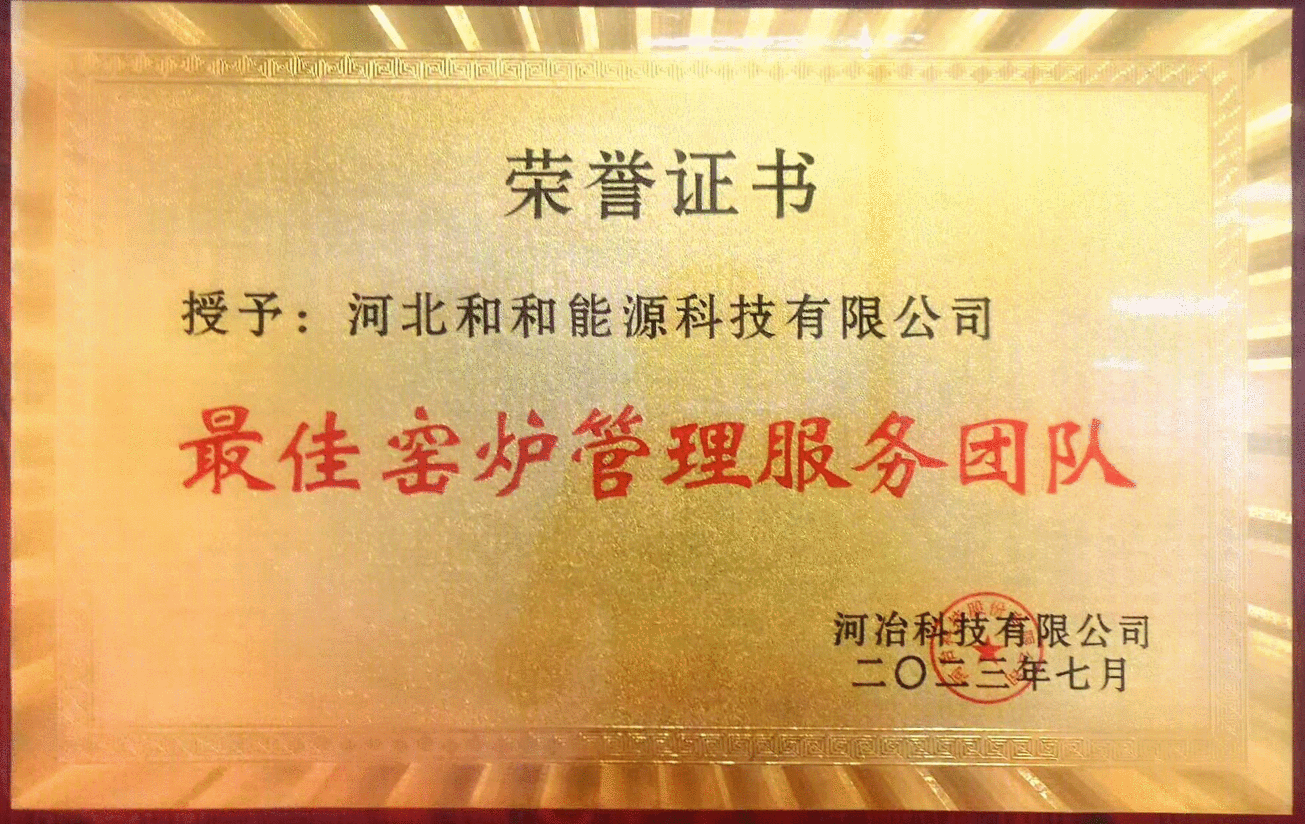 荣誉证书
授予：河北和和能源科技有限公司
最佳窑炉管理服务团队
河冶科技有限公司
二〇二三年七月